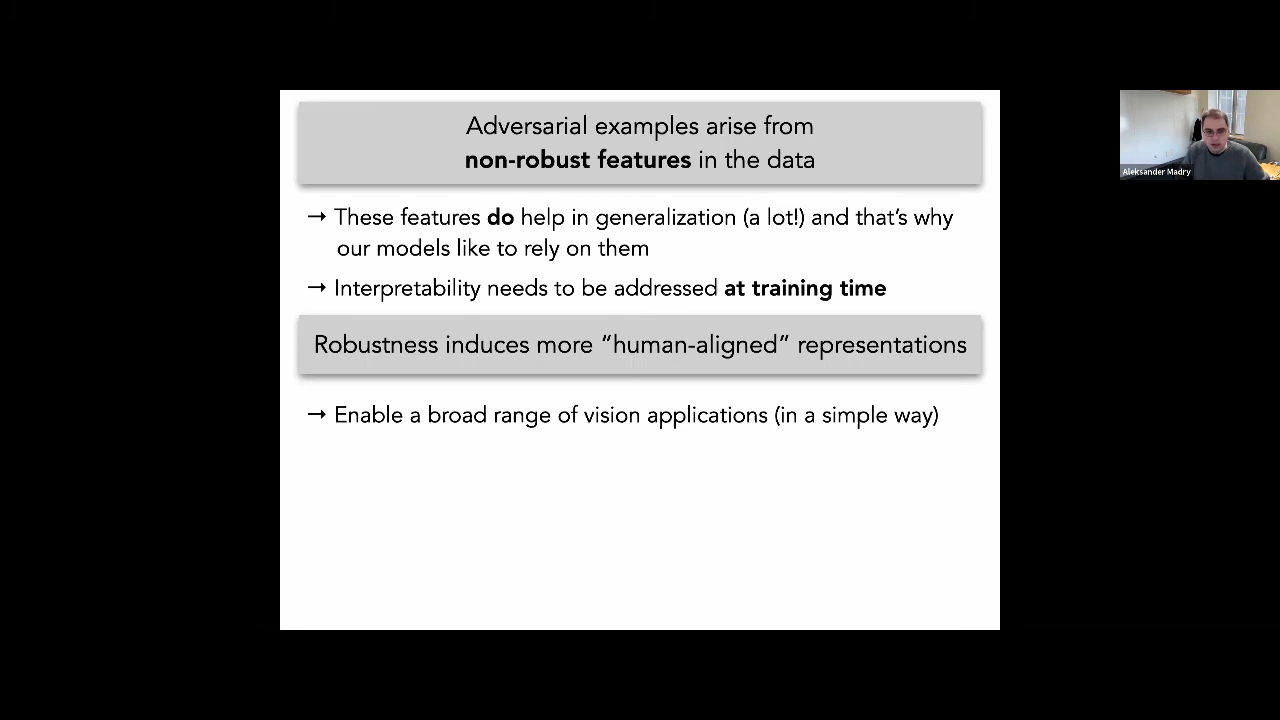 Adversarial examples arise from
non-robust features in the data
→ These features do help in generalization (a lot!) and that’s why
our models like to rely on them
→ Interpretability needs to be addressed at training time
Robustness induces more “human-aligned” representations
→ Enable a broad range of vision applications (in a simple way)
Aleksander Madry